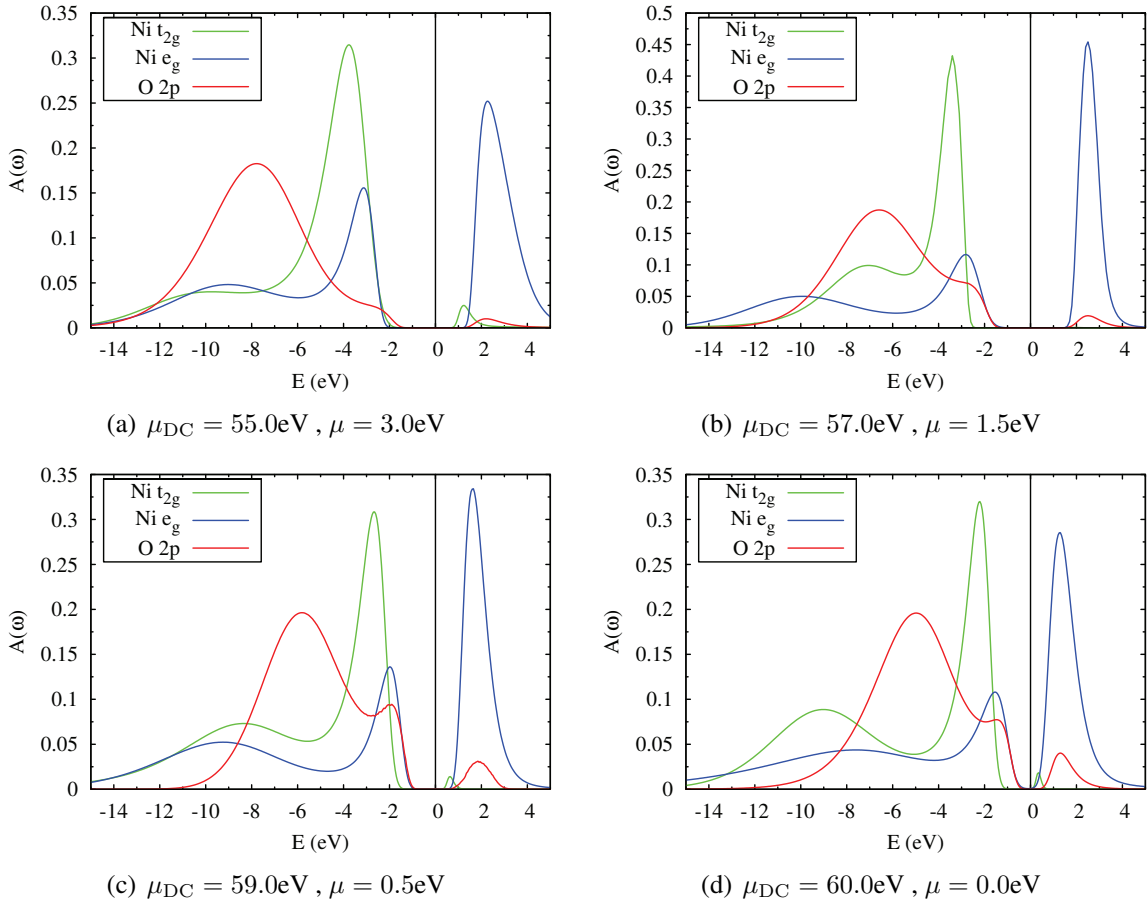 Ni t2g
Ni eg
O 2p
A(ω)
0.35
0.3
0.25
0.2
0.15
0.1
0.05
0
-14 -12 -10 -8 -6 -4 -2 0 2 4
E (eV)
(a) μDC = 55.0eV , μ = 3.0eV
Ni t2g
Ni eg
O 2p
A(ω)
0.5
0.45
0.4
0.35
0.3
0.25
0.2
0.15
0.1
0.05
0
-14 -12 -10 -8 -6 -4 -2 0 2 4
E (eV)
(b) μDC = 57.0eV , μ = 1.5eV
Ni t2g
Ni eg
O 2p
A(ω)
0.35
0.3
0.25
0.2
0.15
0.1
0.05
0
-14 -12 -10 -8 -6 -4 -2 0 2 4
E (eV)
(c) μDC = 59.0eV , μ = 0.5eV
Ni t2g
Ni eg
O 2p
A(ω)
0.35
0.3
0.25
0.2
0.15
0.1
0.05
0
-14 -12 -10 -8 -6 -4 -2 0 2 4
E (eV)
(d) μDC = 60.0eV , μ = 0.0eV